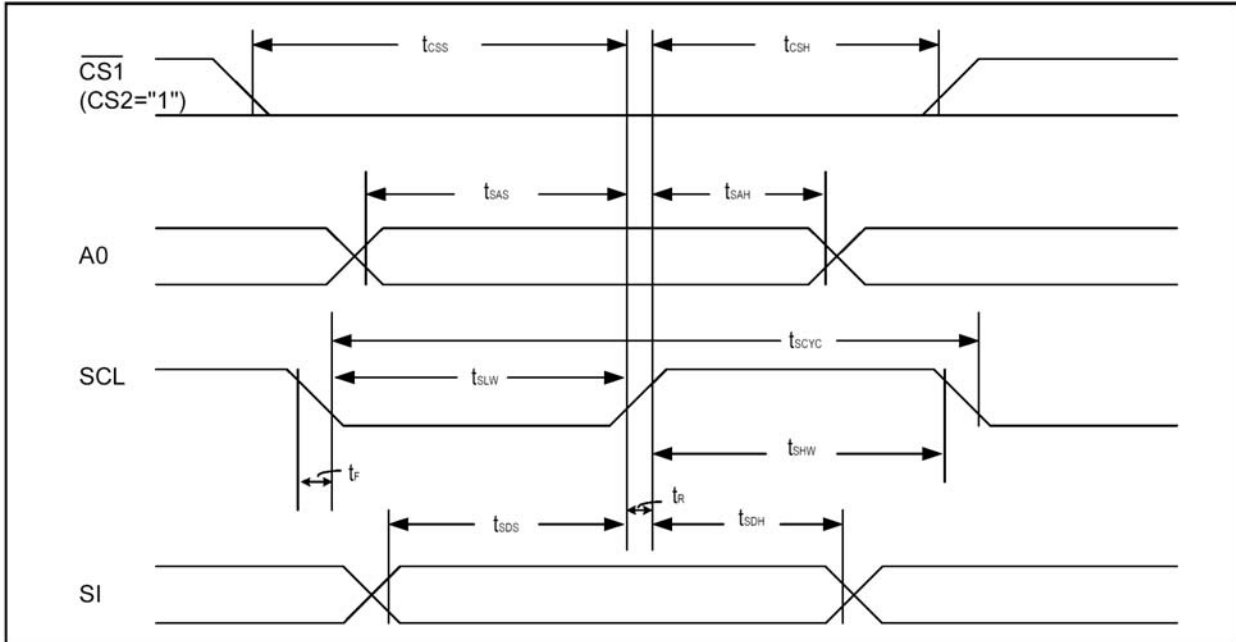 tCSS
tCSH
CS1
(CS2="1")
tSAS
tSAH
A0
tSCYC
SCL
tSLW
tSHW
tF
tR
tSDS
tSDH
SI